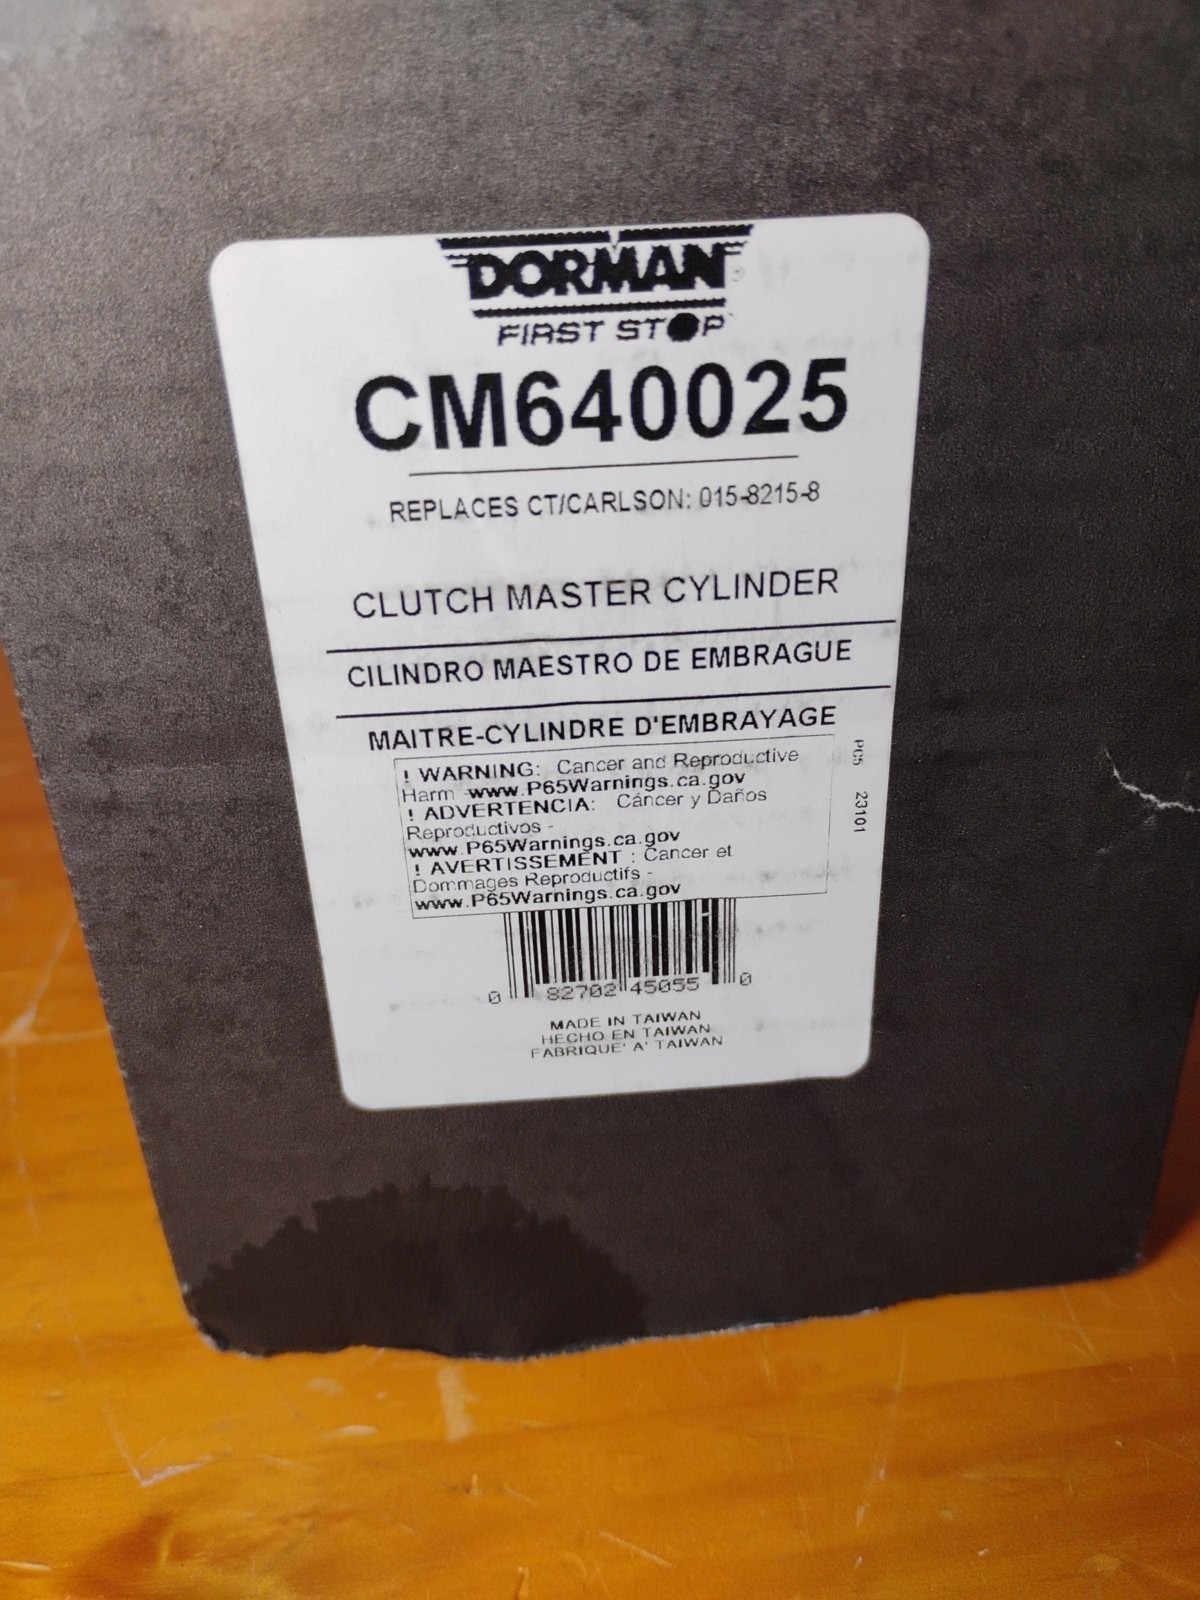 DORMAN®
FIRST STOP
CM640025
REPLACES CT/CARLSON: 015-8215-8
CLUTCH MASTER CYLINDER
CILINDRO MAESTRO DE EMBRAGUE
MAITRE-CYLINDRE D'EMBRAYAGE
! WARNING: Cancer and Reproductive
Harm -www.P65Warnings.ca.gov
! ADVERTENCIA: Cáncer y Daños
Reproductivos -
www.P65Warnings.ca.gov
! AVERTISSEMENT : Cancer et
Dommages Reproductifs -
www.P65Warnings.ca.gov
PC5 23101
0 82702 45055 0
MADE IN TAIWAN
HECHO EN TAIWAN
FABRIQUE' A' TAIWAN